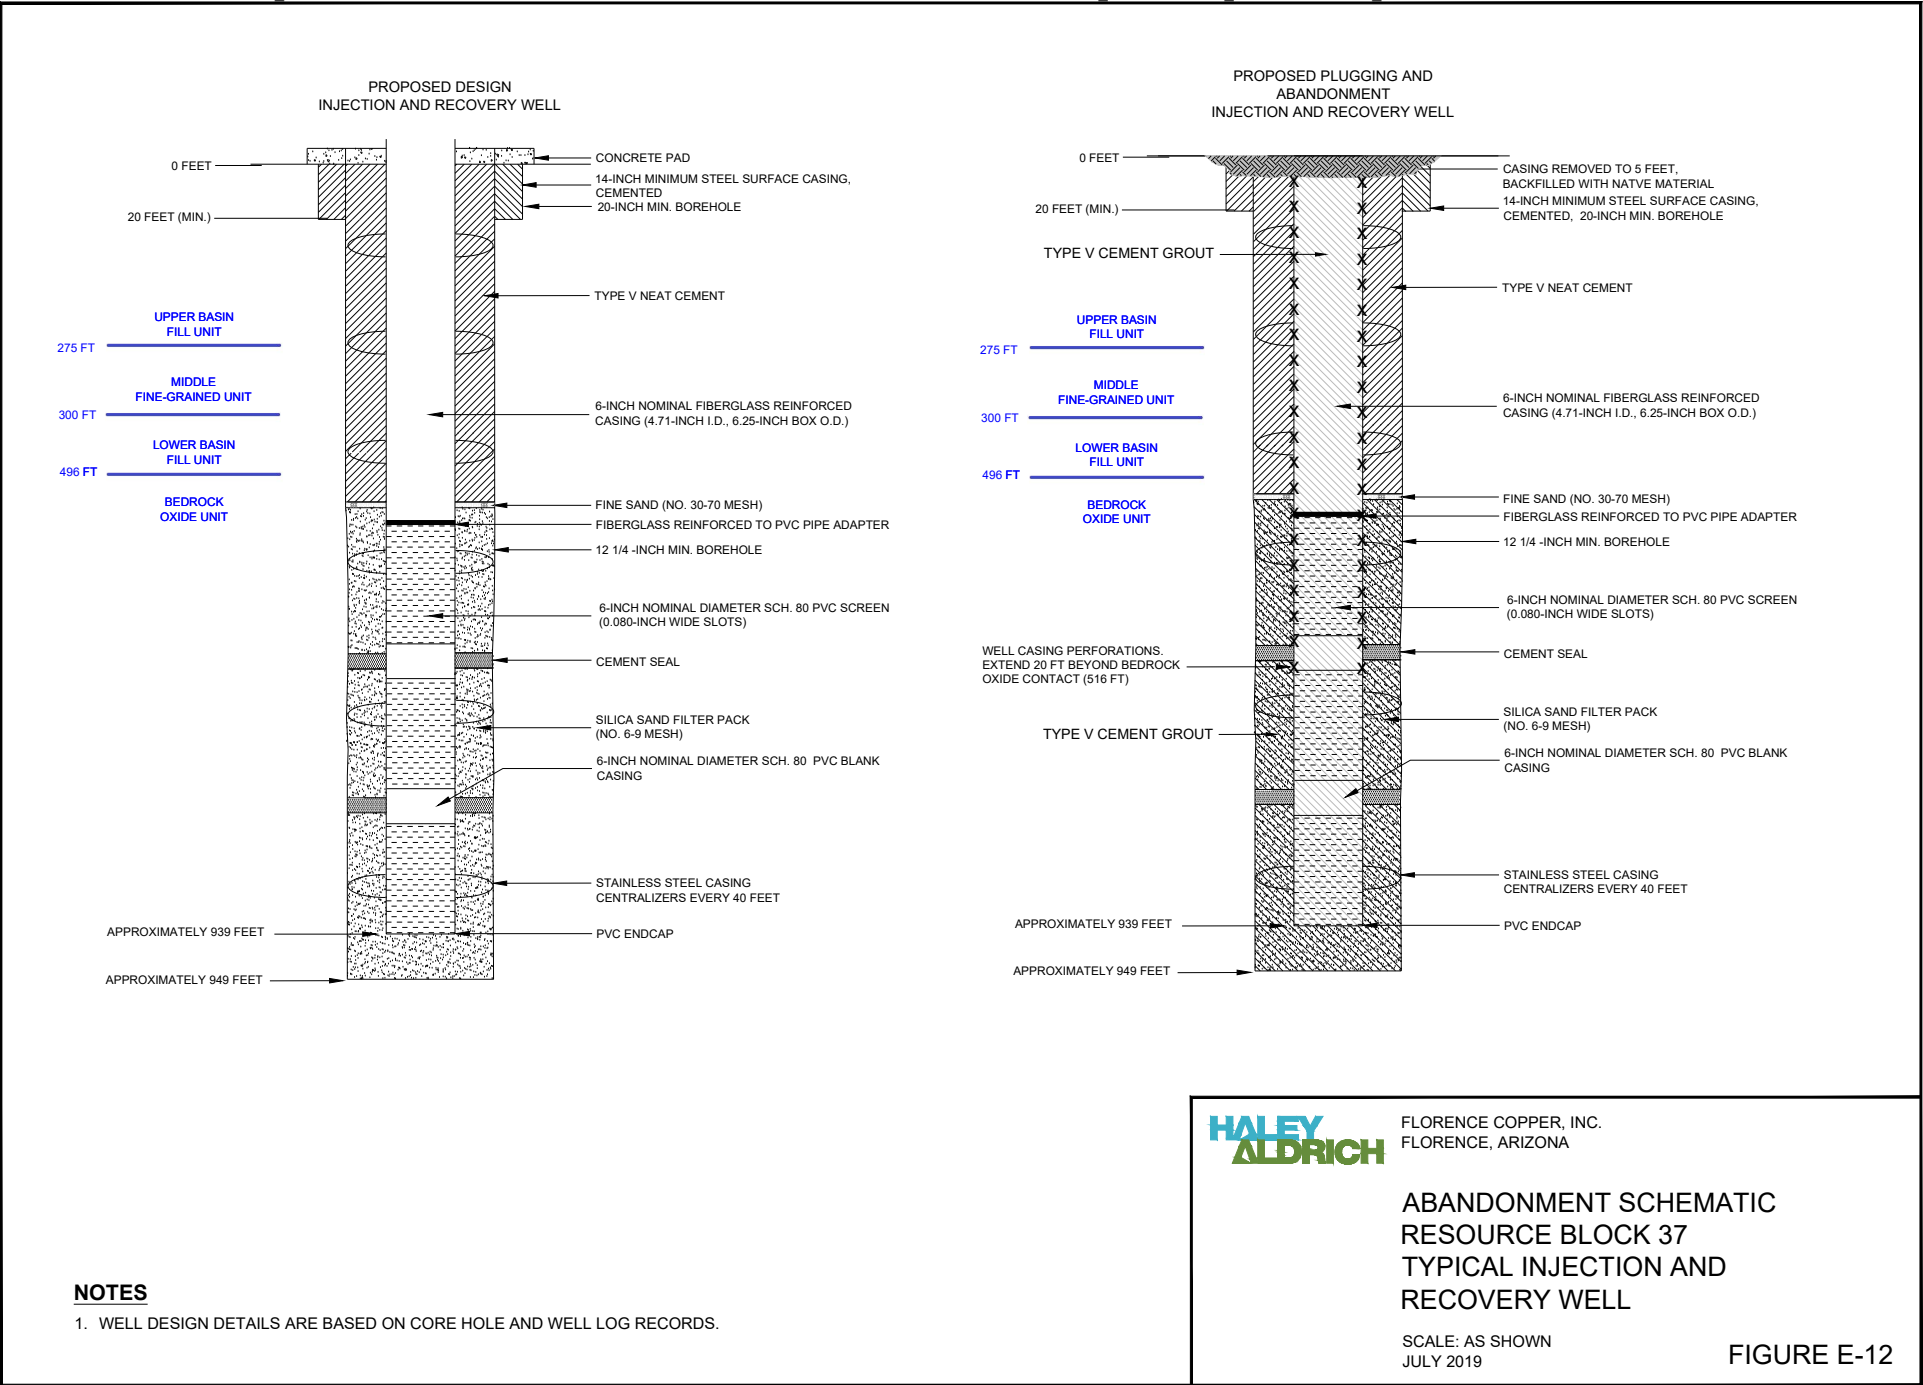 PROPOSED DESIGN
INJECTION AND RECOVERY WELL
0 FEET
20 FEET (MIN.)
CONCRETE PAD
14-INCH MINIMUM STEEL SURFACE CASING,
CEMENTED
20-INCH MIN. BOREHOLE
TYPE V NEAT CEMENT
UPPER BASIN
FILL UNIT
275 FT
MIDDLE
FINE-GRAINED UNIT
300 FT
LOWER BASIN
FILL UNIT
496 FT
BEDROCK
OXIDE UNIT
6-INCH NOMINAL FIBERGLASS REINFORCED
CASING (4.71-INCH I.D., 6.25-INCH BOX O.D.)
FINE SAND (NO. 30-70 MESH)
FIBERGLASS REINFORCED TO PVC PIPE ADAPTER
12 1/4 -INCH MIN. BOREHOLE
6-INCH NOMINAL DIAMETER SCH. 80 PVC SCREEN
(0.080-INCH WIDE SLOTS)
CEMENT SEAL
SILICA SAND FILTER PACK
(NO. 6-9 MESH)
6-INCH NOMINAL DIAMETER SCH. 80 PVC BLANK
CASING
STAINLESS STEEL CASING
CENTRALIZERS EVERY 40 FEET
APPROXIMATELY 939 FEET
PVC ENDCAP
APPROXIMATELY 949 FEET
PROPOSED PLUGGING AND
ABANDONMENT
INJECTION AND RECOVERY WELL
0 FEET
20 FEET (MIN.)
CASING REMOVED TO 5 FEET,
BACKFILLED WITH NATVE MATERIAL
14-INCH MINIMUM STEEL SURFACE CASING,
CEMENTED, 20-INCH MIN. BOREHOLE
TYPE V CEMENT GROUT
TYPE V NEAT CEMENT
UPPER BASIN
FILL UNIT
275 FT
MIDDLE
FINE-GRAINED UNIT
300 FT
LOWER BASIN
FILL UNIT
496 FT
BEDROCK
OXIDE UNIT
6-INCH NOMINAL FIBERGLASS REINFORCED
CASING (4.71-INCH I.D., 6.25-INCH BOX O.D.)
FINE SAND (NO. 30-70 MESH)
FIBERGLASS REINFORCED TO PVC PIPE ADAPTER
12 1/4 -INCH MIN. BOREHOLE
6-INCH NOMINAL DIAMETER SCH. 80 PVC SCREEN
(0.080-INCH WIDE SLOTS)
WELL CASING PERFORATIONS.
EXTEND 20 FT BEYOND BEDROCK
OXIDE CONTACT (516 FT)
CEMENT SEAL
TYPE V CEMENT GROUT
SILICA SAND FILTER PACK
(NO. 6-9 MESH)
6-INCH NOMINAL DIAMETER SCH. 80 PVC BLANK
CASING
STAINLESS STEEL CASING
CENTRALIZERS EVERY 40 FEET
APPROXIMATELY 939 FEET
PVC ENDCAP
APPROXIMATELY 949 FEET
NOTES
1. WELL DESIGN DETAILS ARE BASED ON CORE HOLE AND WELL LOG RECORDS.
HALEY
ALDRICH
FLORENCE COPPER, INC.
FLORENCE, ARIZONA
ABANDONMENT SCHEMATIC
RESOURCE BLOCK 37
TYPICAL INJECTION AND
RECOVERY WELL
SCALE: AS SHOWN
JULY 2019
FIGURE E-12